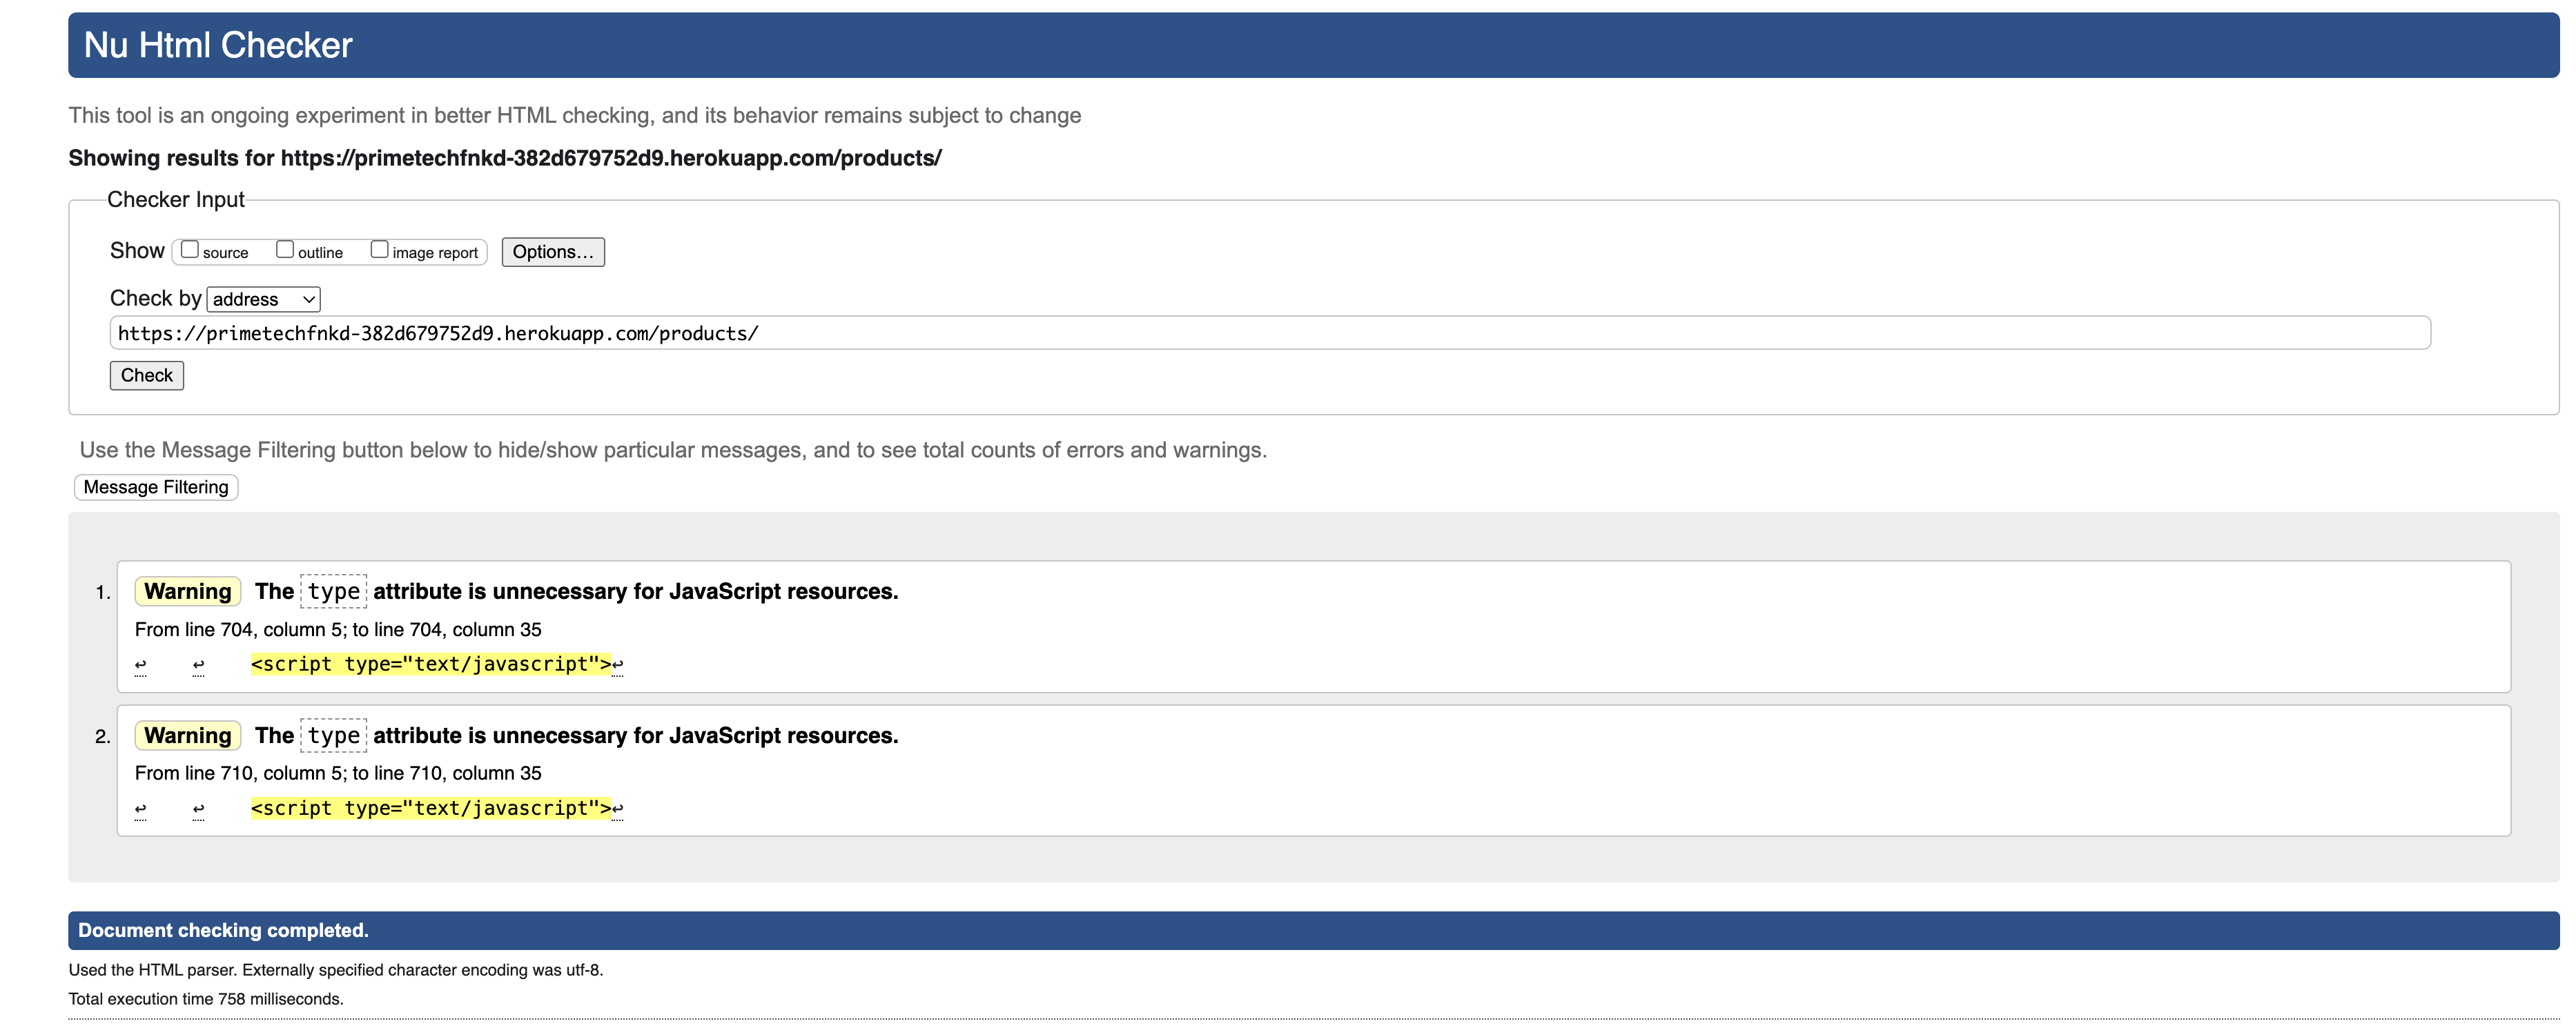 Nu Html Checker
This tool is an ongoing experiment in better HTML checking, and its behavior remains subject to change
Showing results for https://primetechfnkd-382d679752d9.herokuapp.com/products/
Checker Input
Show source outline image report Options...
Check by address
https://primetechfnkd-382d679752d9.herokuapp.com/products/
Check
Use the Message Filtering button below to hide/show particular messages, and to see total counts of errors and warnings.
Message Filtering
1. Warning The type attribute is unnecessary for JavaScript resources.
From line 704, column 5; to line 704, column 35
↩ ↩ <script type="text/javascript">↩
2. Warning The type attribute is unnecessary for JavaScript resources.
From line 710, column 5; to line 710, column 35
↩ ↩ <script type="text/javascript">↩
Document checking completed.
Used the HTML parser. Externally specified character encoding was utf-8.
Total execution time 758 milliseconds.